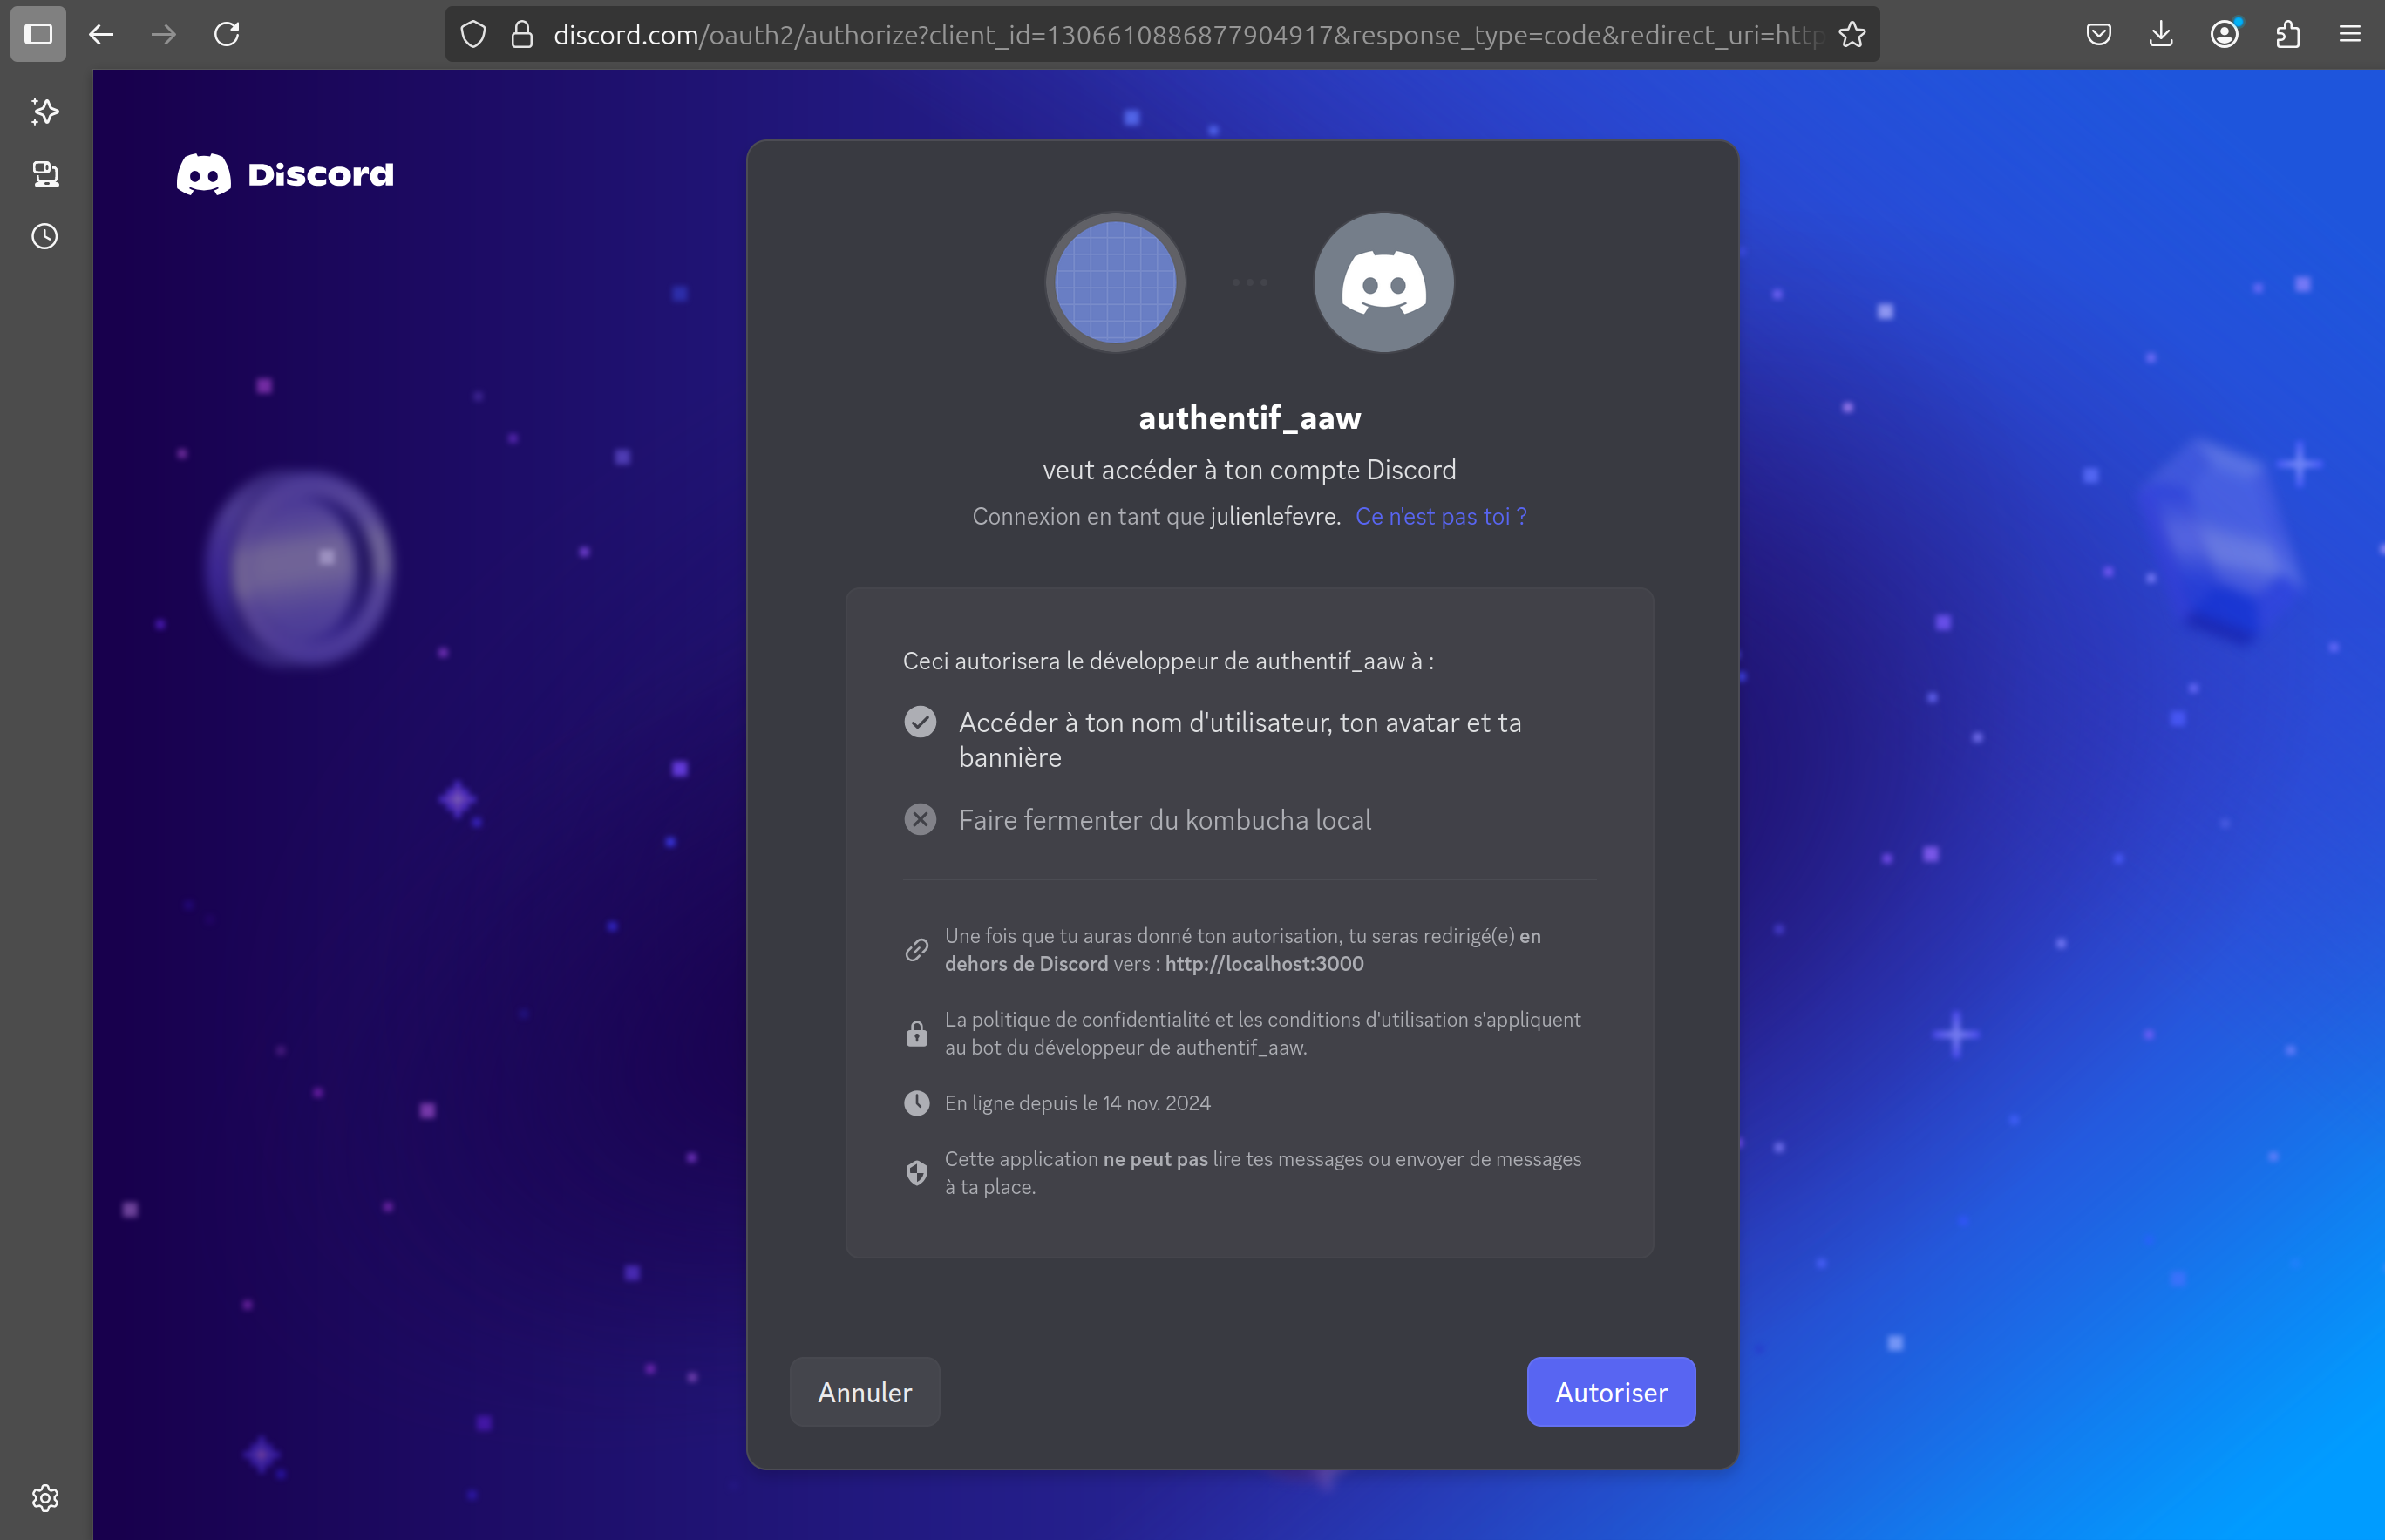 discord.com/oauth2/authorize?client_id=1306610886877904917&response_type=code&redirect_uri=http
Discord
authentif_aaw
veut accéder à ton compte Discord
Connexion en tant que julienlefevre. Ce n'est pas toi ?
Ceci autorisera le développeur de authentif_aaw à :
Accéder à ton nom d'utilisateur, ton avatar et ta
bannière
Faire fermenter du kombucha local
Une fois que tu auras donné ton autorisation, tu seras redirigé(e) en
dehors de Discord vers : http://localhost:3000
La politique de confidentialité et les conditions d'utilisation s'appliquent
au bot du développeur de authentif_aaw.
En ligne depuis le 14 nov. 2024
Cette application ne peut pas lire tes messages ou envoyer de messages
à ta place.
Annuler
Autoriser